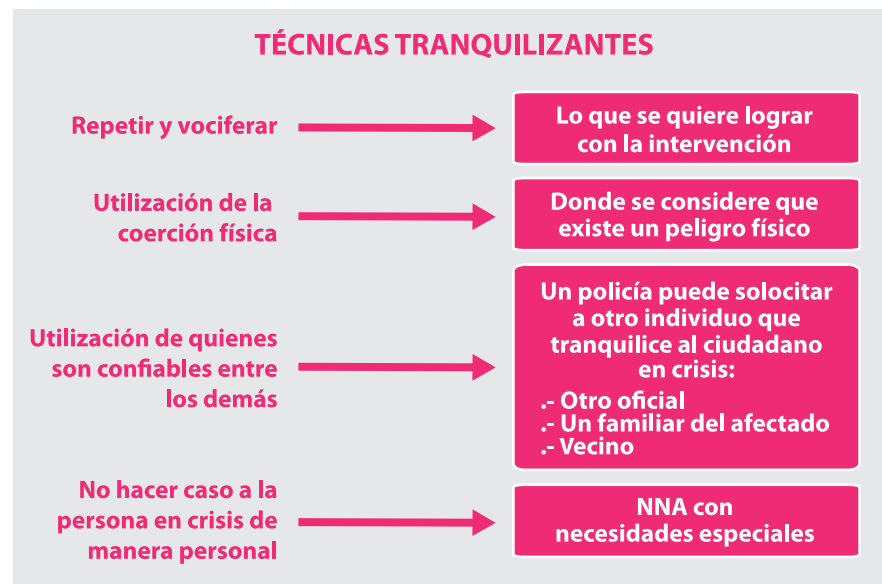 TÉCNICAS TRANQUILIZANTES
Repetir y vociferar
Lo que se quiere lograr
con la intervención
Utilización de la
coerción física
Donde se considere que
existe un peligro físico
Utilización de quienes
son confiables entre
los demás
Un policía puede solocitar
a otro individuo que
tranquilice al ciudadano
en crisis:
.- Otro oficial
.- Un familiar del afectado
.- Vecino
No hacer caso a la
persona en crisis de
manera personal
NNA con
necesidades especiales